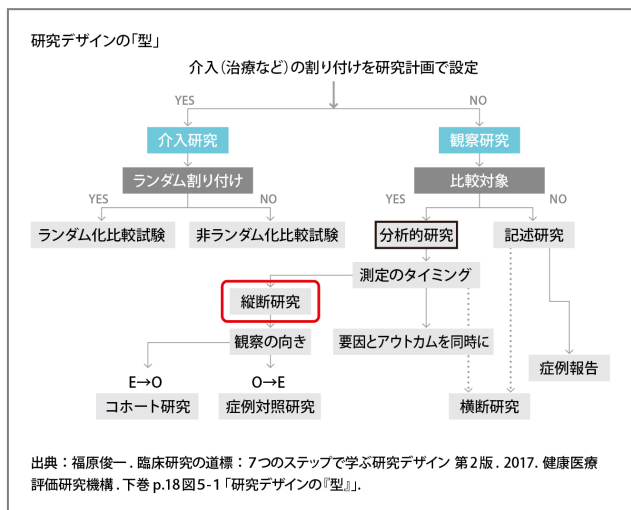 研究デザインの「型」
介入（治療など）の割り付けを研究計画で設定
YES
NO
介入研究
観察研究
ランダム割り付け
比較対象
YES
NO
YES
NO
ランダム化比較試験
非ランダム化比較試験
分析的研究
記述研究
測定のタイミング
縦断研究
観察の向き
要因とアウトカムを同時に
症例報告
E→O
O→E
コホート研究
症例対照研究
横断研究
出典：福原俊一．臨床研究の道標：7つのステップで学ぶ研究デザイン 第2版．2017．健康医療
評価研究機構．下巻 p.18図5-1「研究デザインの『型』」．